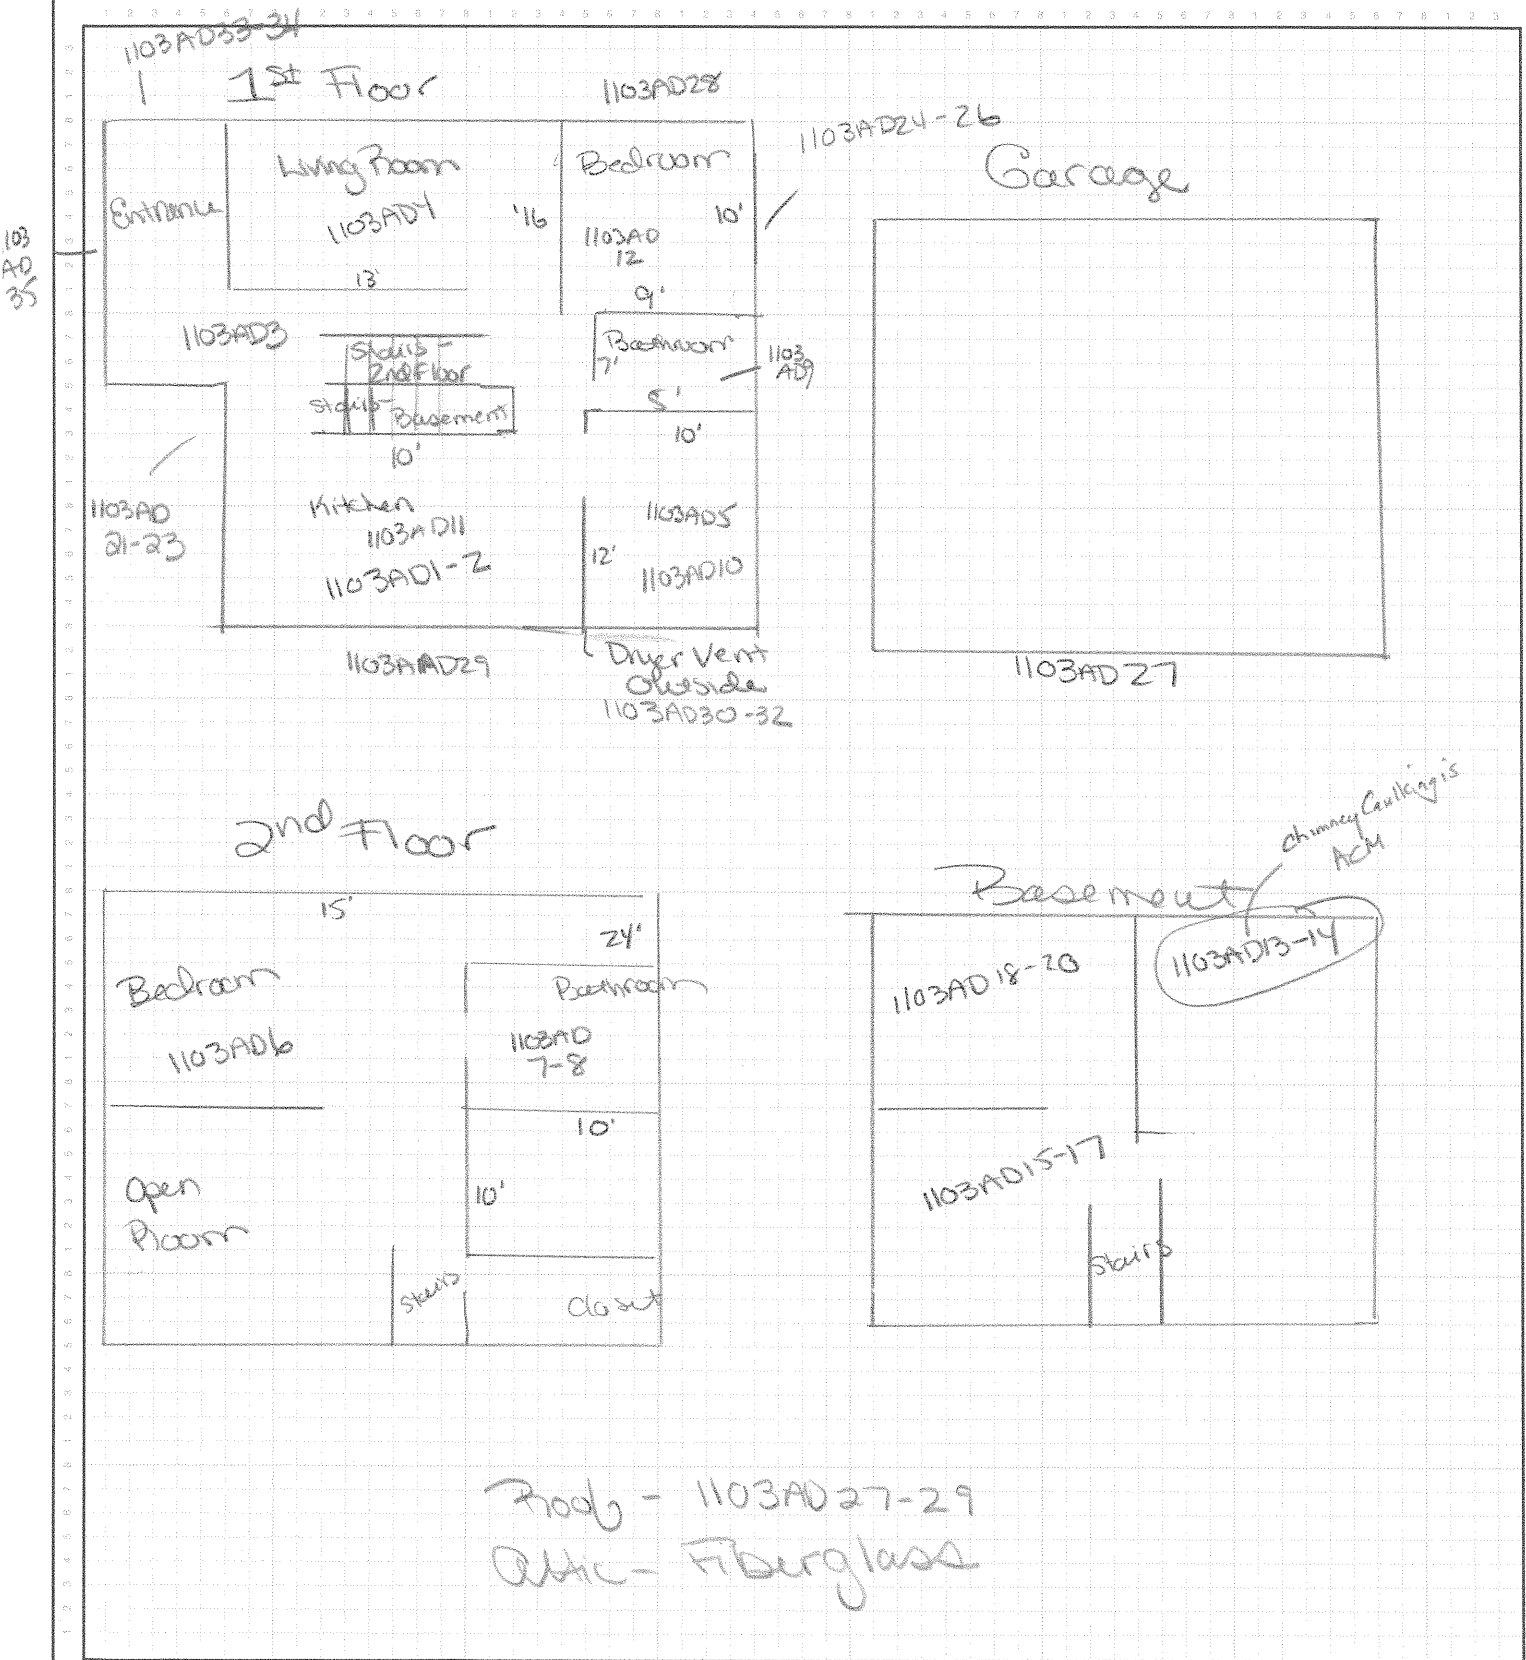 1103AD33-34
1st Floor
1103AD28
1103AD24-26
Living Room
Bedroom
Garage
Entrance
1103AD4
'16
10'
1103AD
12
103
AD
35
13'
9'
1103AD3
Stairs -
2nd Floor
Bathroom
7'
1103
AD9
Stairs-
Basement
5'
10'
10'
1103AD
21-23
Kitchen
1103AD11
1103AD1-2
1103AD5
12'
1103AD10
1103AD29
Dryer Vent
Outside
1103AD30-32
1103AD27
2nd Floor
chimney Caulking is
ACM
Basement
15'
24'
Bedroom
Bathroom
1103AD6
1103AD
7-8
1103AD18-20
1103AD13-14
10'
Open
Room
10'
1103AD15-17
Stairs
closet
Stairs
Roof - 1103AD27-29
Attic - Fiberglass